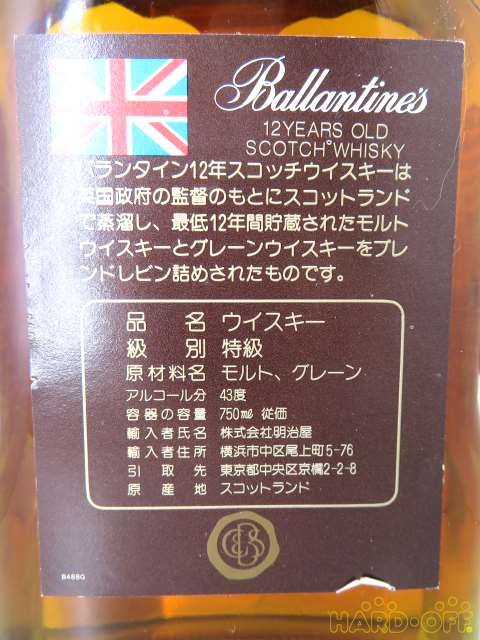 Ballantine's
12 YEARS OLD
SCOTCH WHISKY
ランタイン12年スコッチウイスキーは
英国政府の監督のもとにスコットランド
で蒸溜し、最低12年間貯蔵されたモルト
ウイスキーとグレーンウイスキーをブレ
ンドレビン詰めされたものです。
品名 ウイスキー
級別 特級
原材料名 モルト、グレーン
アルコール分 43度
容器の容量 750㎖ 従価
輸入者氏名 株式会社明治屋
輸入者住所 横浜市中区尾上町5-76
引取先 東京都中央区京橋2-2-8
原産地 スコットランド
B468G
HARD-OFF